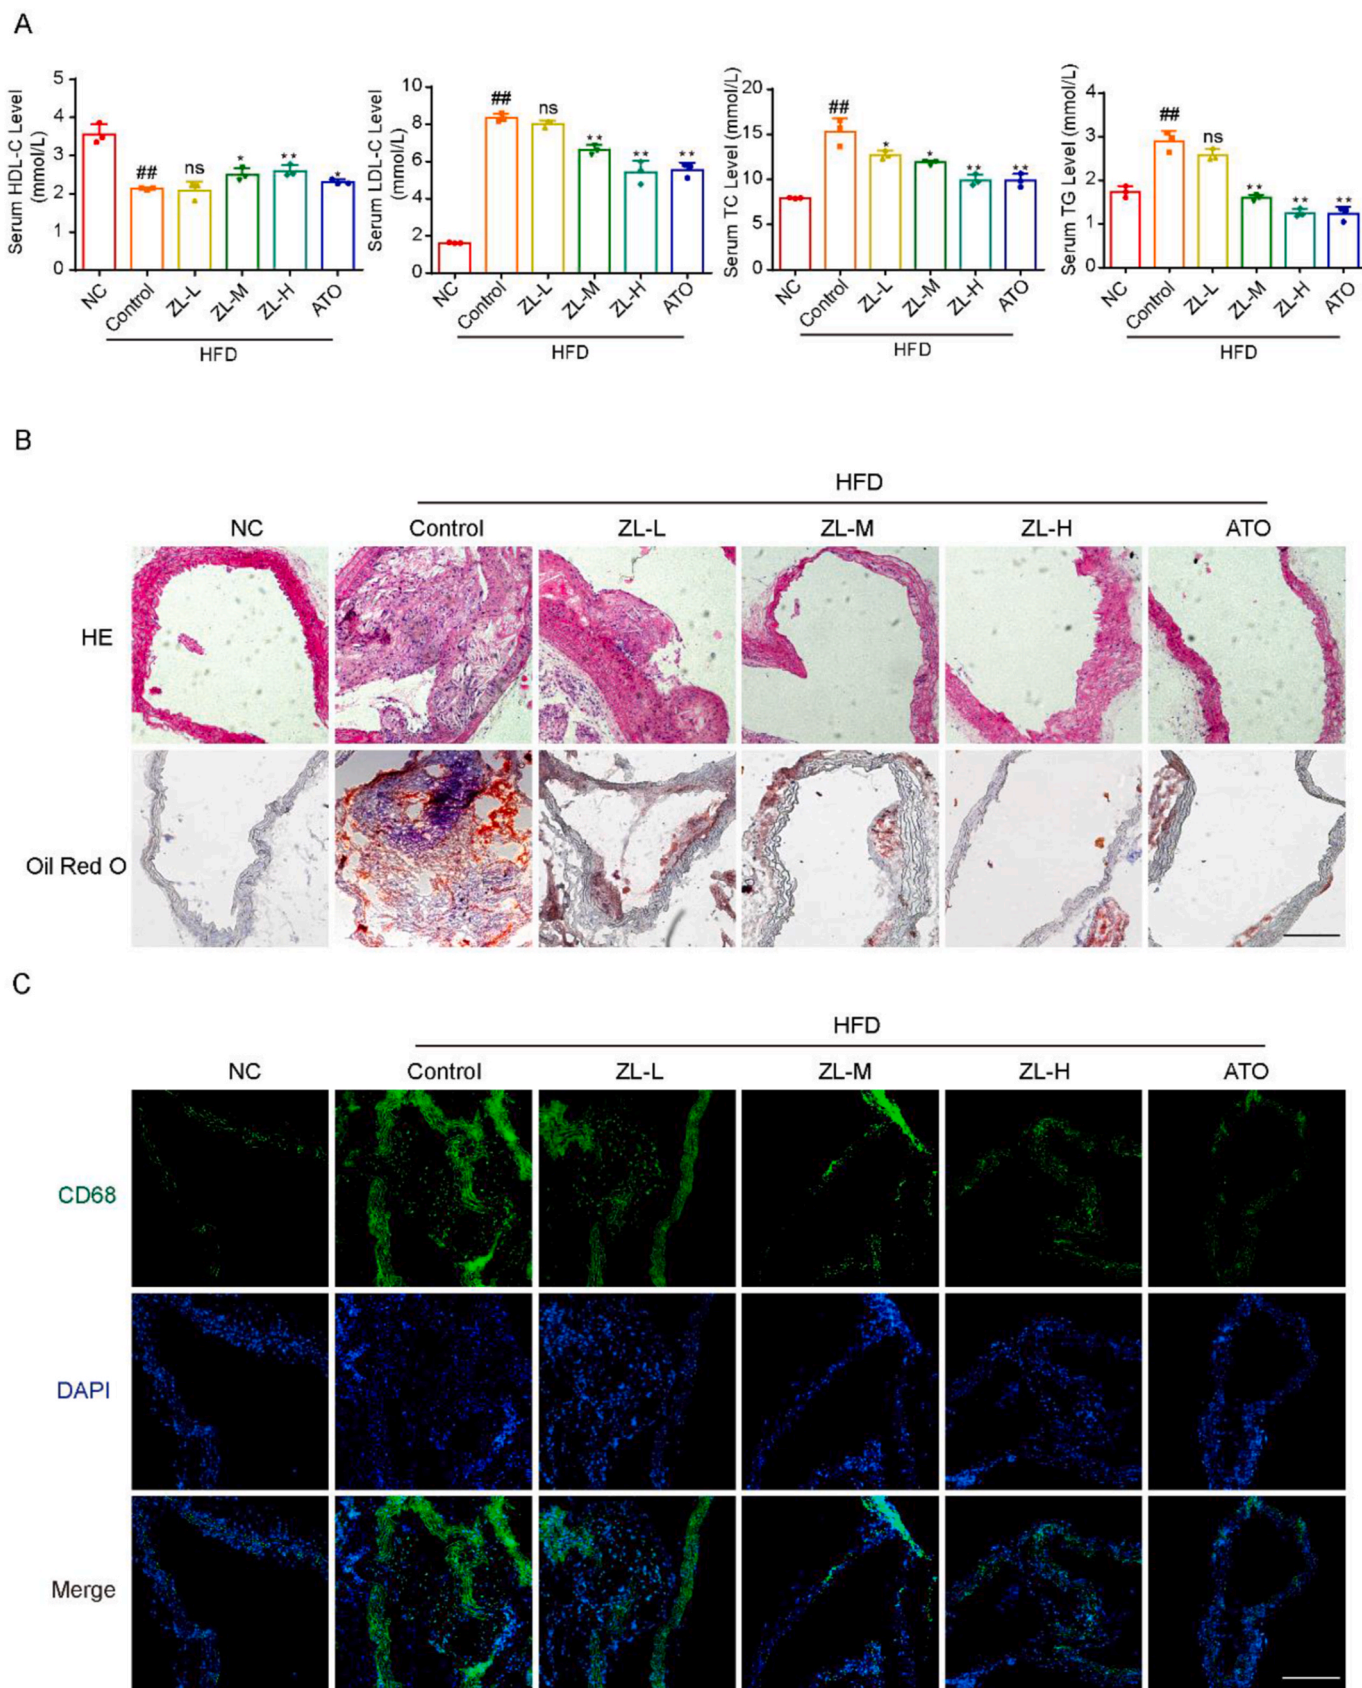 A
Serum HDL-C Level
(mmol/L)
5
4
3
2
1
0
##
ns
*
**
*
NC
Control
ZL-L
ZL-M
ZL-H
ATO
HFD
Serum LDL-C Level
(mmol/L)
10
8
6
4
2
0
##
ns
**
**
**
NC
Control
ZL-L
ZL-M
ZL-H
ATO
HFD
Serum TC Level (mmol/L)
20
15
10
5
0
##
*
*
**
**
NC
Control
ZL-L
ZL-M
ZL-H
ATO
HFD
Serum TG Level (mmol/L)
4
3
2
1
0
##
ns
**
**
**
NC
Control
ZL-L
ZL-M
ZL-H
ATO
HFD
B
HFD
NC Control ZL-L ZL-M ZL-H ATO
HE
Oil Red O
C
HFD
NC Control ZL-L ZL-M ZL-H ATO
CD68
DAPI
Merge